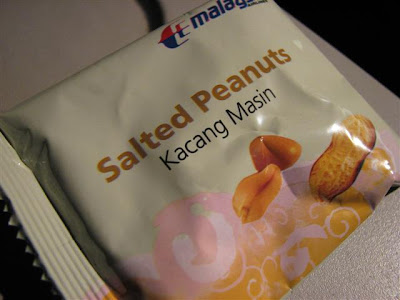 malays
Salted Peanuts
Kacang Masin